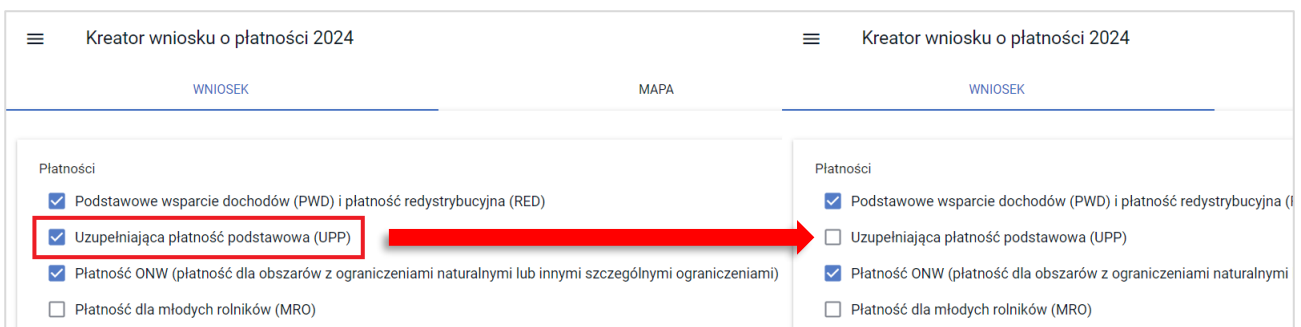 Kreator wniosku o płatności 2024
WNIOSEK
MAPA
Płatności
Podstawowe wsparcie dochodów (PWD) i płatność redystrybucyjna (RED)
Uzupełniająca płatność podstawowa (UPP)
Płatność ONW (płatność dla obszarów z ograniczeniami naturalnymi lub innymi szczególnymi ograniczeniami)
Płatność dla młodych rolników (MRO)
Kreator wniosku o płatności 2024
WNIOSEK
Płatności
Podstawowe wsparcie dochodów (PWD) i płatność redystrybucyjna (
Uzupełniająca płatność podstawowa (UPP)
Płatność ONW (płatność dla obszarów z ograniczeniami naturalnymi
Płatność dla młodych rolników (MRO)